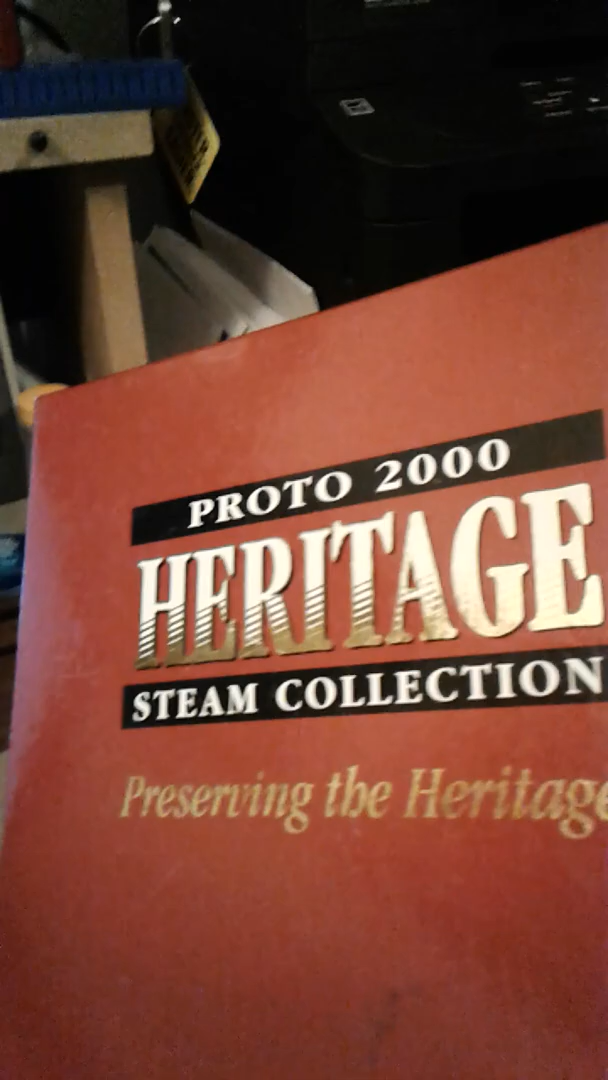 PROTO 2000
HERITAGE
STEAM COLLECTION
Preserving the Heritage